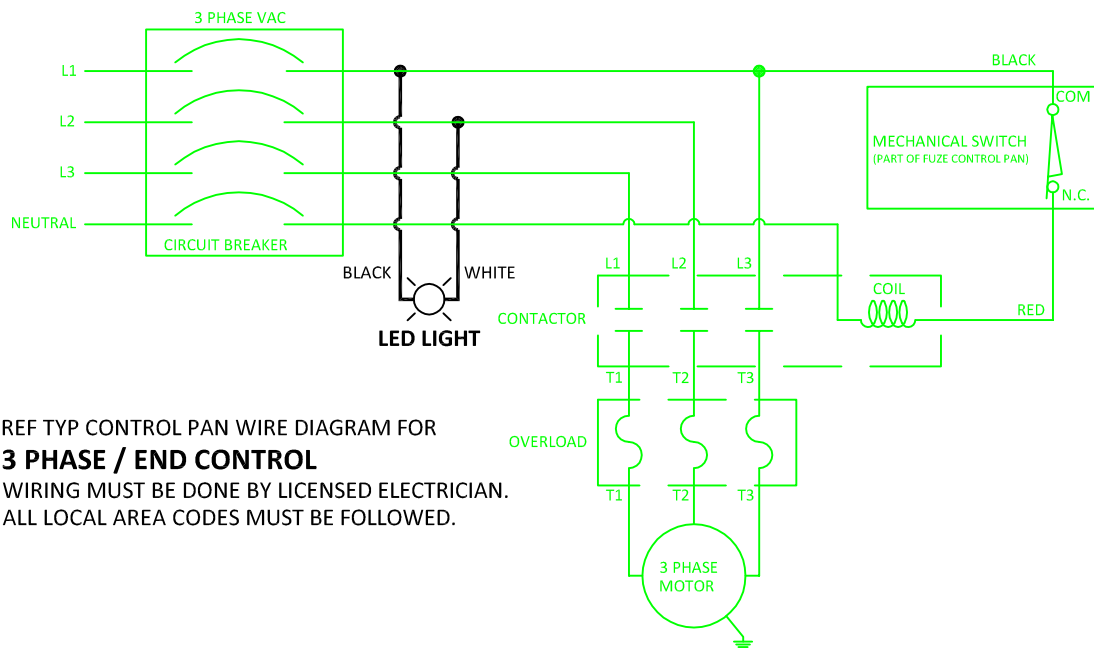 3 PHASE VAC
L1
BLACK
COM
L2
MECHANICAL SWITCH
(PART OF FUZE CONTROL PAN)
L3
N.C.
NEUTRAL
CIRCUIT BREAKER
BLACK
WHITE
L1
L2
L3
COIL
RED
CONTACTOR
LED LIGHT
T1
T2
T3
REF TYP CONTROL PAN WIRE DIAGRAM FOR
3 PHASE / END CONTROL
WIRING MUST BE DONE BY LICENSED ELECTRICIAN.
ALL LOCAL AREA CODES MUST BE FOLLOWED.
OVERLOAD
T1
T2
T3
3 PHASE
MOTOR